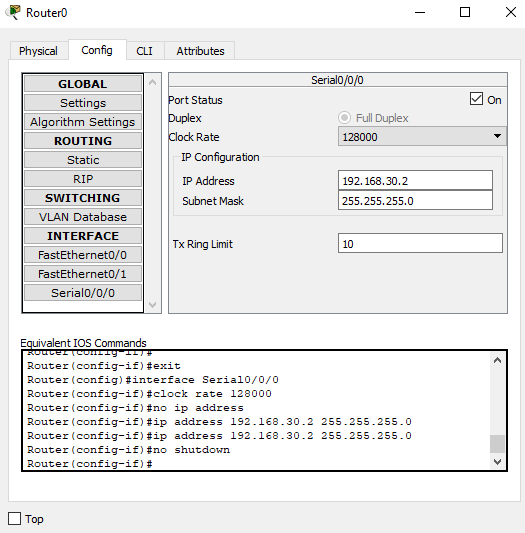 Router0
Physical Config CLI Attributes
GLOBAL
Settings
Algorithm Settings
ROUTING
Static
RIP
SWITCHING
VLAN Database
INTERFACE
FastEthernet0/0
FastEthernet0/1
Serial0/0/0
Serial0/0/0
Port Status On
Duplex Full Duplex
Clock Rate 128000
IP Configuration
IP Address 192.168.30.2
Subnet Mask 255.255.255.0
Tx Ring Limit 10
Equivalent IOS Commands
Router(config-if)#
Router(config-if)#exit
Router(config)#interface Serial0/0/0
Router(config-if)#clock rate 128000
Router(config-if)#no ip address
Router(config-if)#ip address 192.168.30.2 255.255.255.0
Router(config-if)#ip address 192.168.30.2 255.255.255.0
Router(config-if)#no shutdown
Router(config-if)#
Top